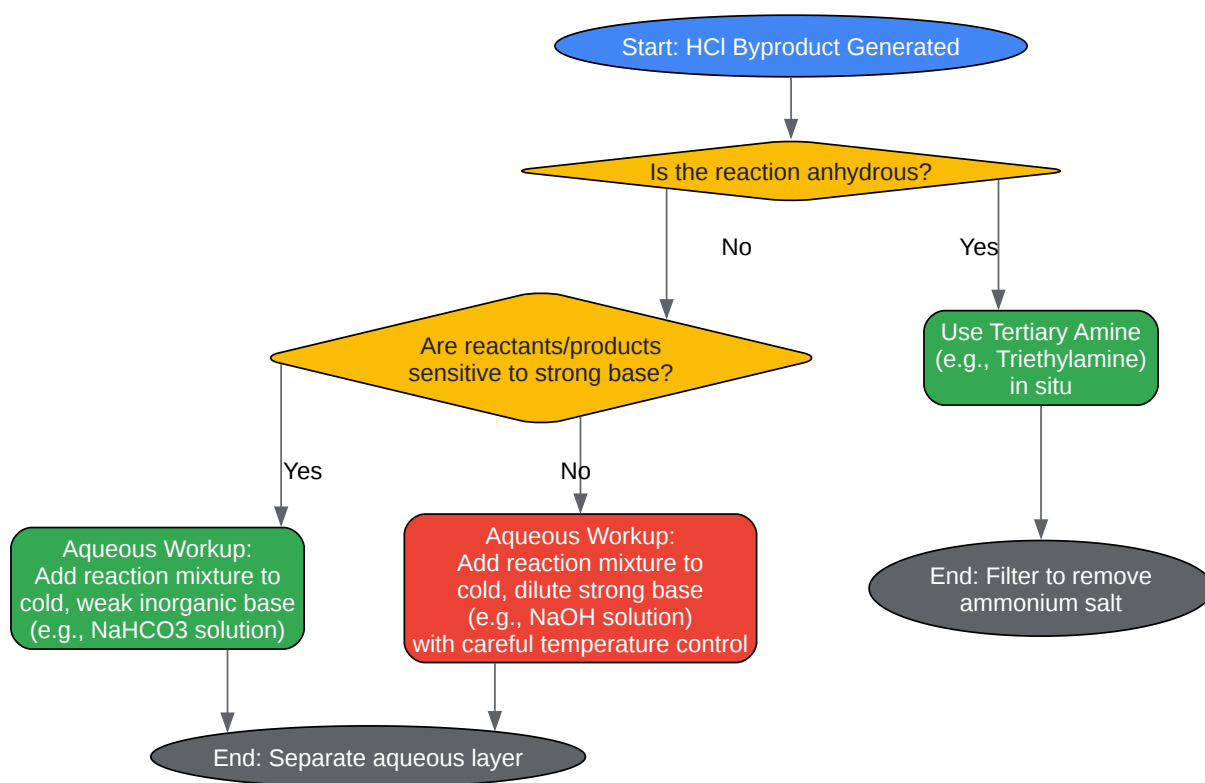 Start: HCl Byproduct Generated
Is the reaction anhydrous?
No
Yes
Are reactants/products
sensitive to strong base?
Use Tertiary Amine
(e.g., Triethylamine)
in situ
Yes
No
Aqueous Workup:
Add reaction mixture to
cold, weak inorganic base
(e.g., NaHCO3 solution)
Aqueous Workup:
Add reaction mixture to
cold, dilute strong base
(e.g., NaOH solution)
with careful temperature control
End: Filter to remove
ammonium salt
End: Separate aqueous layer